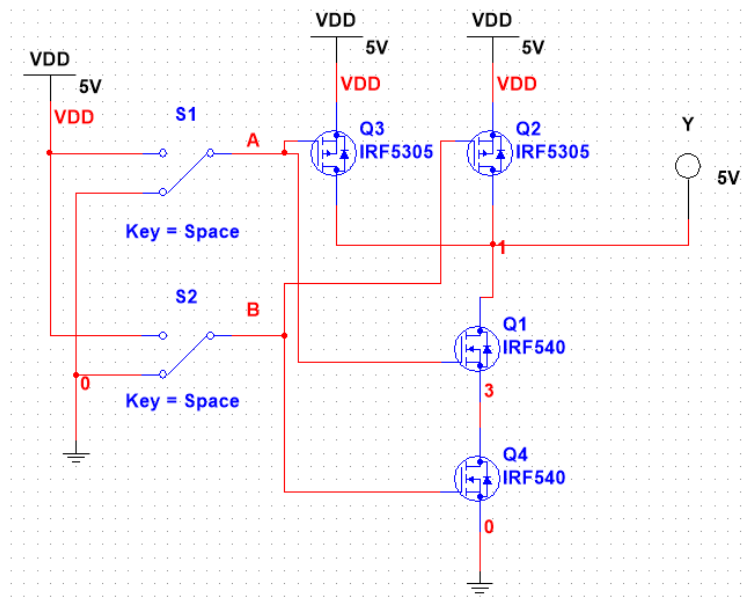 VDD
5V
VDD
S1
A
Key = Space
S2
B
0
Key = Space
VDD
5V
VDD
Q3
IRF5305
VDD
5V
VDD
Q2
IRF5305
Y
5V
1
Q1
IRF540
3
Q4
IRF540
0